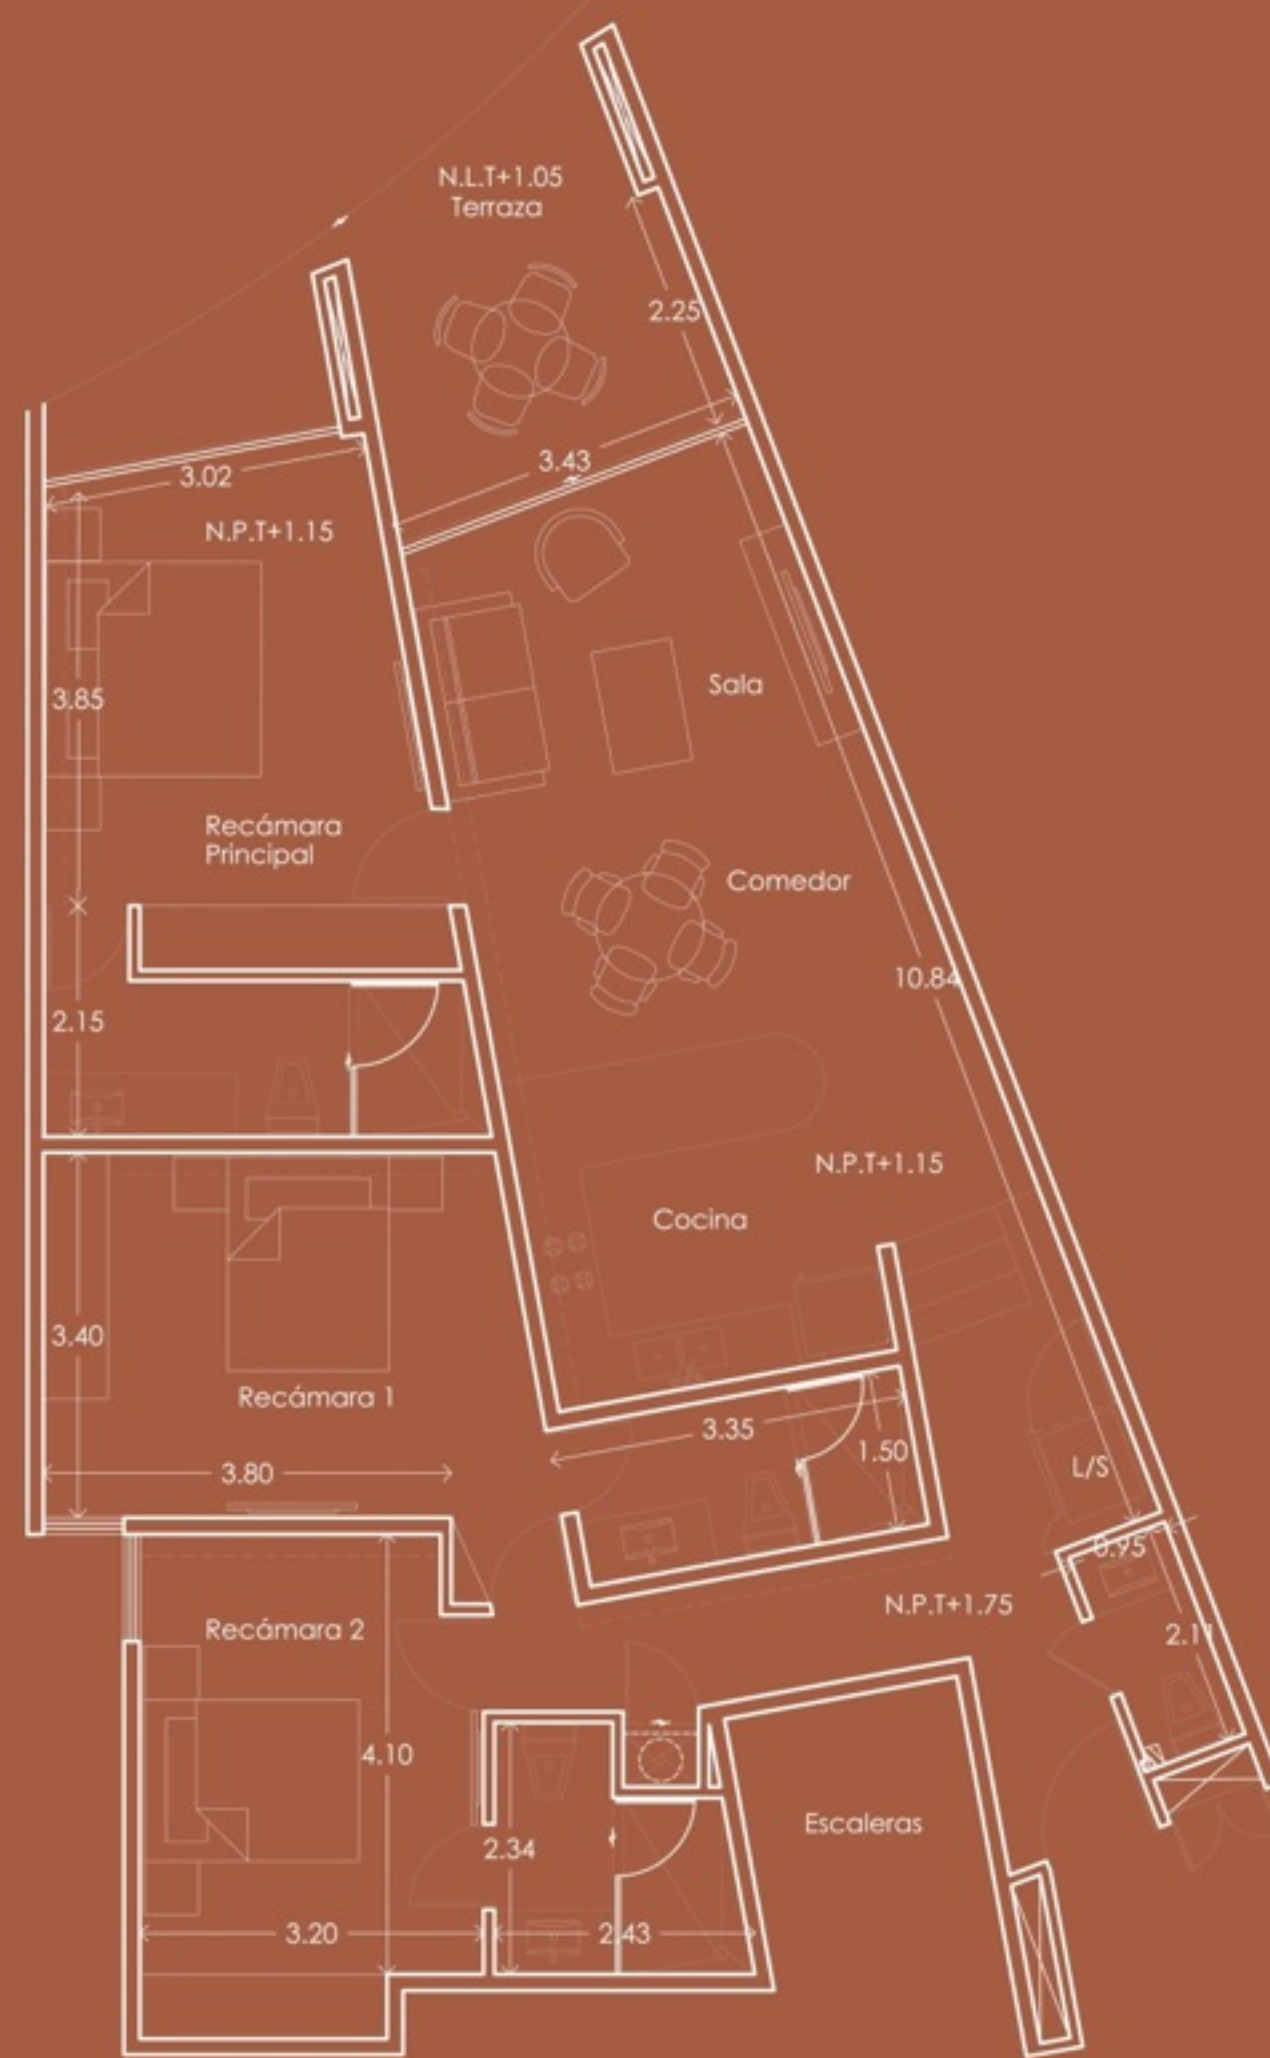 N.L.T+1.05
Terraza
2.25
3.43
3.02
N.P.T+1.15
3.85
Sala
Recámara
Principal
Comedor
10.84
2.15
N.P.T+1.15
Cocina
3.40
Recámara 1
3.35
1.50
3.80
L/S
0.95
N.P.T+1.75
Recámara 2
2.11
4.10
Escaleras
2.34
3.20
2.43